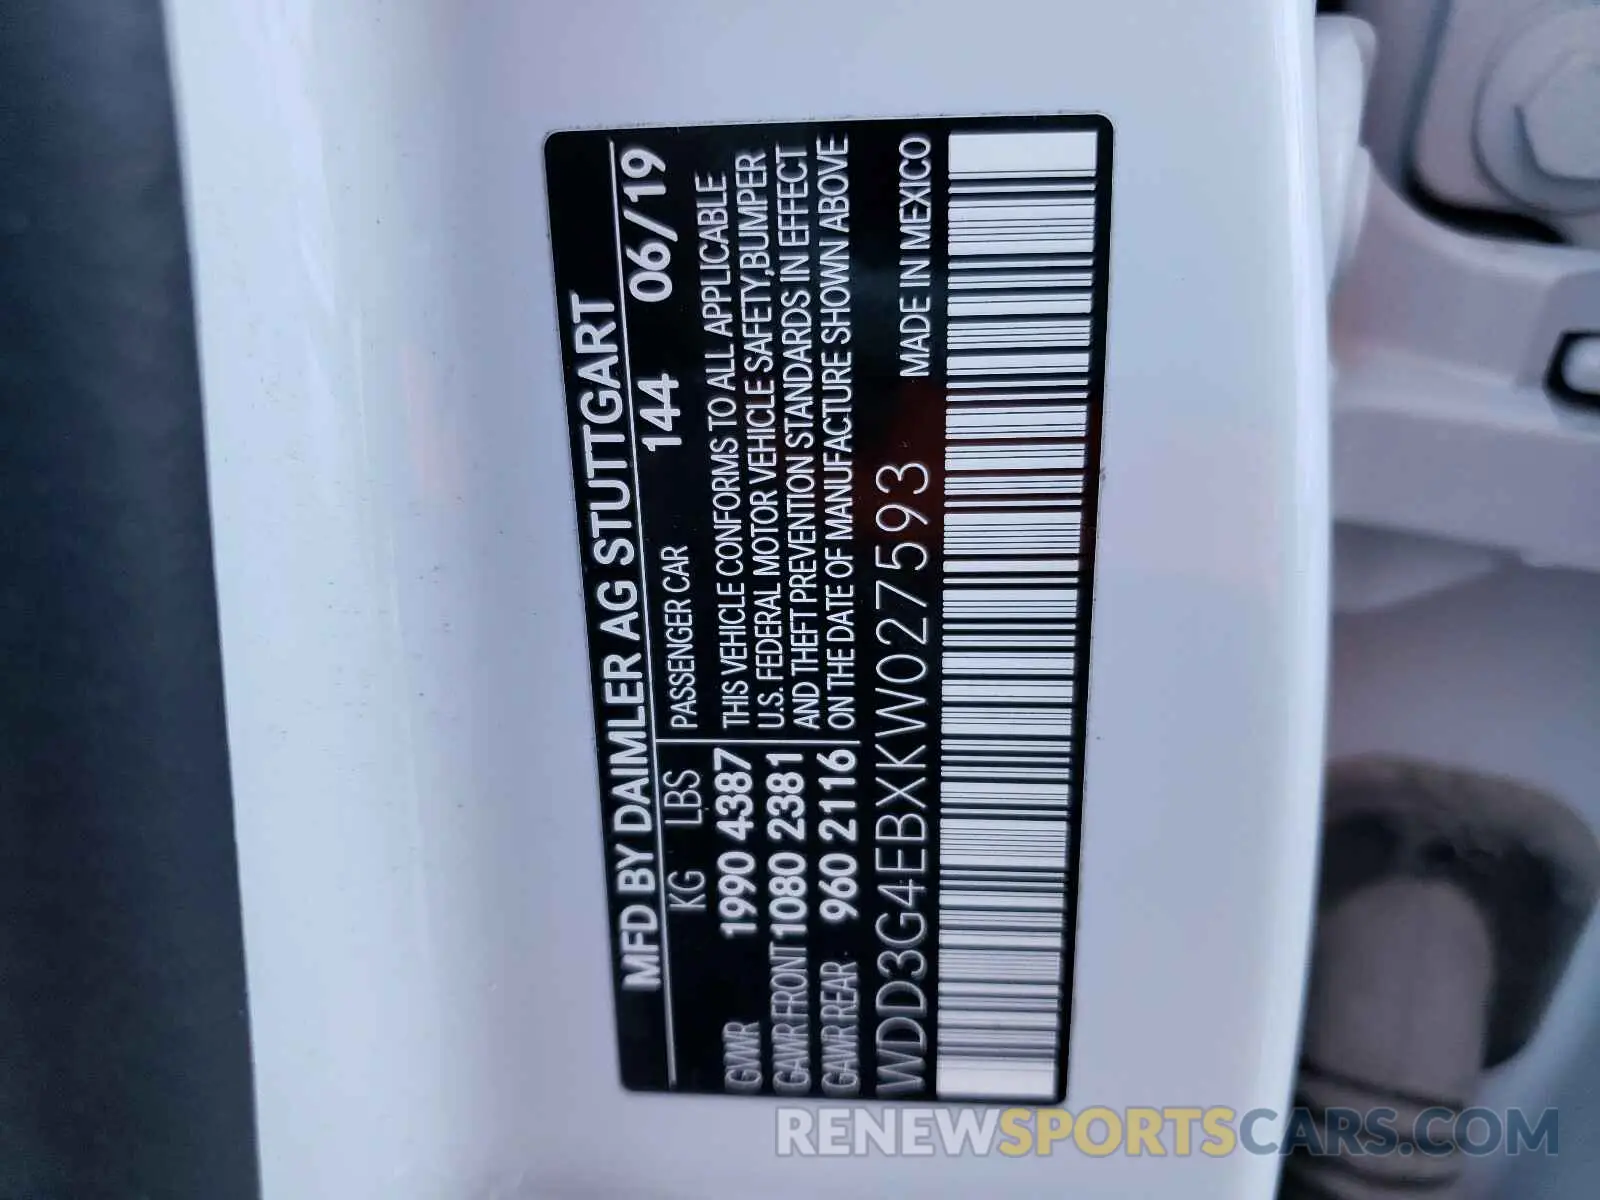 MFD BY DAIMLER AG STUTTGART
KG LBS PASSENGER CAR 144 06/19
GVWR 1990 4387 THIS VEHICLE CONFORMS TO ALL APPLICABLE
GAWR FRONT 1080 2381 U.S. FEDERAL MOTOR VEHICLE SAFETY,BUMPER
AND THEFT PREVENTION STANDARDS IN EFFECT
GAWR REAR 960 2116 ON THE DATE OF MANUFACTURE SHOWN ABOVE
WDD3G4EBXKW027593 MADE IN MEXICO
RENEWSPORTSCARS.COM